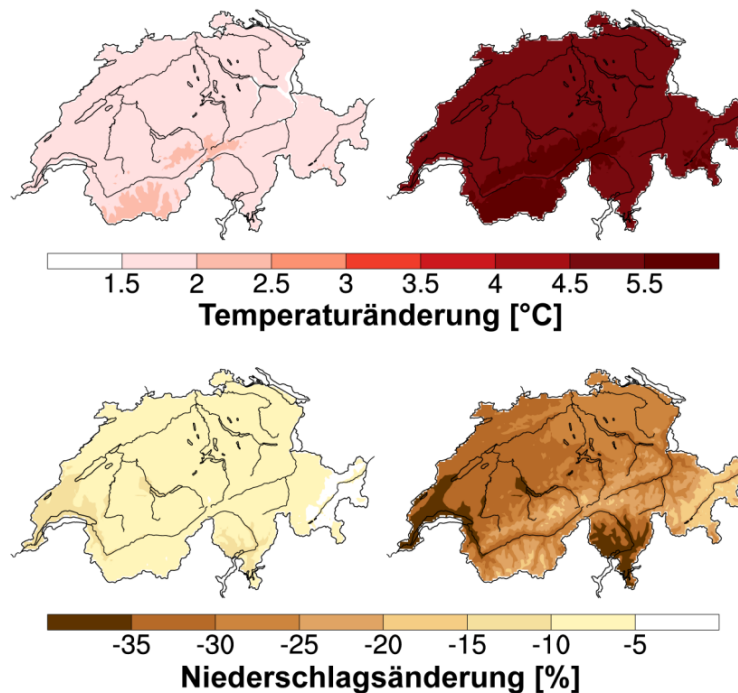 1.5 2 2.5 3 3.5 4 4.5 5.5
Temperaturänderung [°C]
-35 -30 -25 -20 -15 -10 -5
Niederschlagsänderung [%]